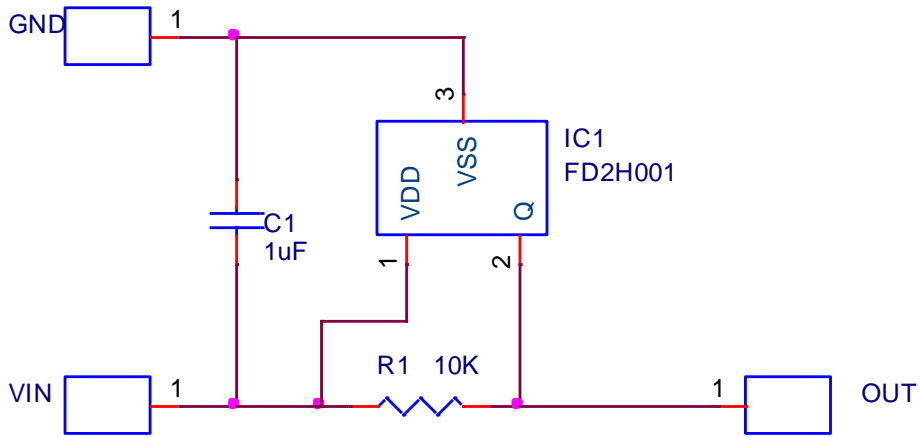 GND
1
3
IC1
FD2H001
VSS
VDD
Q
C1
1uF
1
2
R1 10K
VIN
1
1
OUT